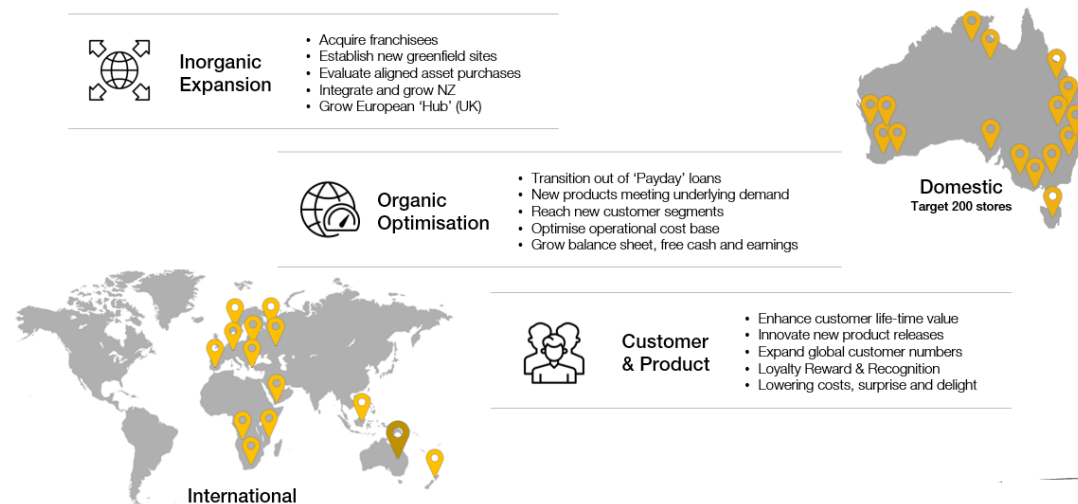 Inorganic
Expansion
• Acquire franchisees
• Establish new greenfield sites
• Evaluate aligned asset purchases
• Integrate and grow NZ
• Grow European ‘Hub’ (UK)
Domestic
Target 200 stores
Organic
Optimisation
• Transition out of ‘Payday’ loans
• New products meeting underlying demand
• Reach new customer segments
• Optimise operational cost base
• Grow balance sheet, free cash and earnings
Customer
& Product
• Enhance customer life-time value
• Innovate new product releases
• Expand global customer numbers
• Loyalty Reward & Recognition
• Lowering costs, surprise and delight
International